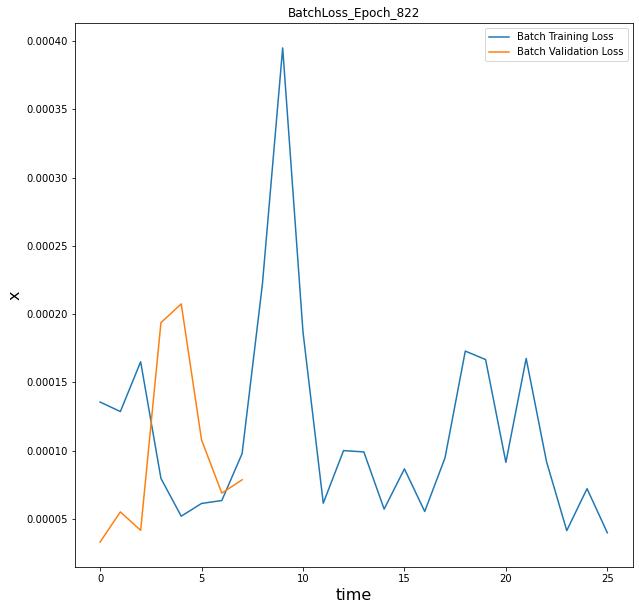 BatchLoss_Epoch_822
Batch Training Loss
Batch Validation Loss
0.00040
0.00035
0.00030
0.00025
0.00020
0.00015
0.00010
0.00005
x
0 5 10 15 20 25
time